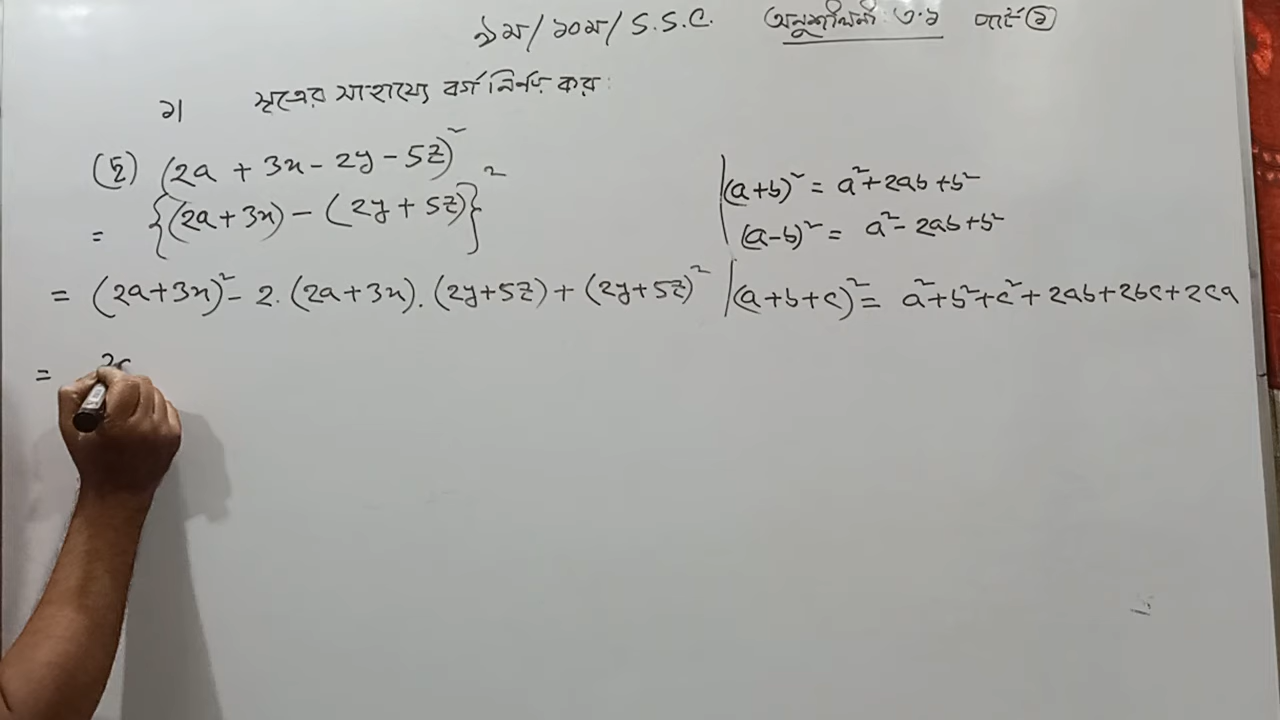 ৯ম/১০ম/S.S.C. অনুশীলনী: ৩.১ পার্ট ②
১। সূত্রের সাহায্যে বর্গ নির্ণয় কর:
(ছ) (2a + 3x - 2y - 5z)²
= {(2a+3x) - (2y+5z)}²
= (2a+3x)² - 2.(2a+3x).(2y+5z) + (2y+5z)²
=
(a+b)² = a²+2ab+b²
(a-b)² = a²-2ab+b²
(a+b+c)² = a²+b²+c²+2ab+2bc+2ca